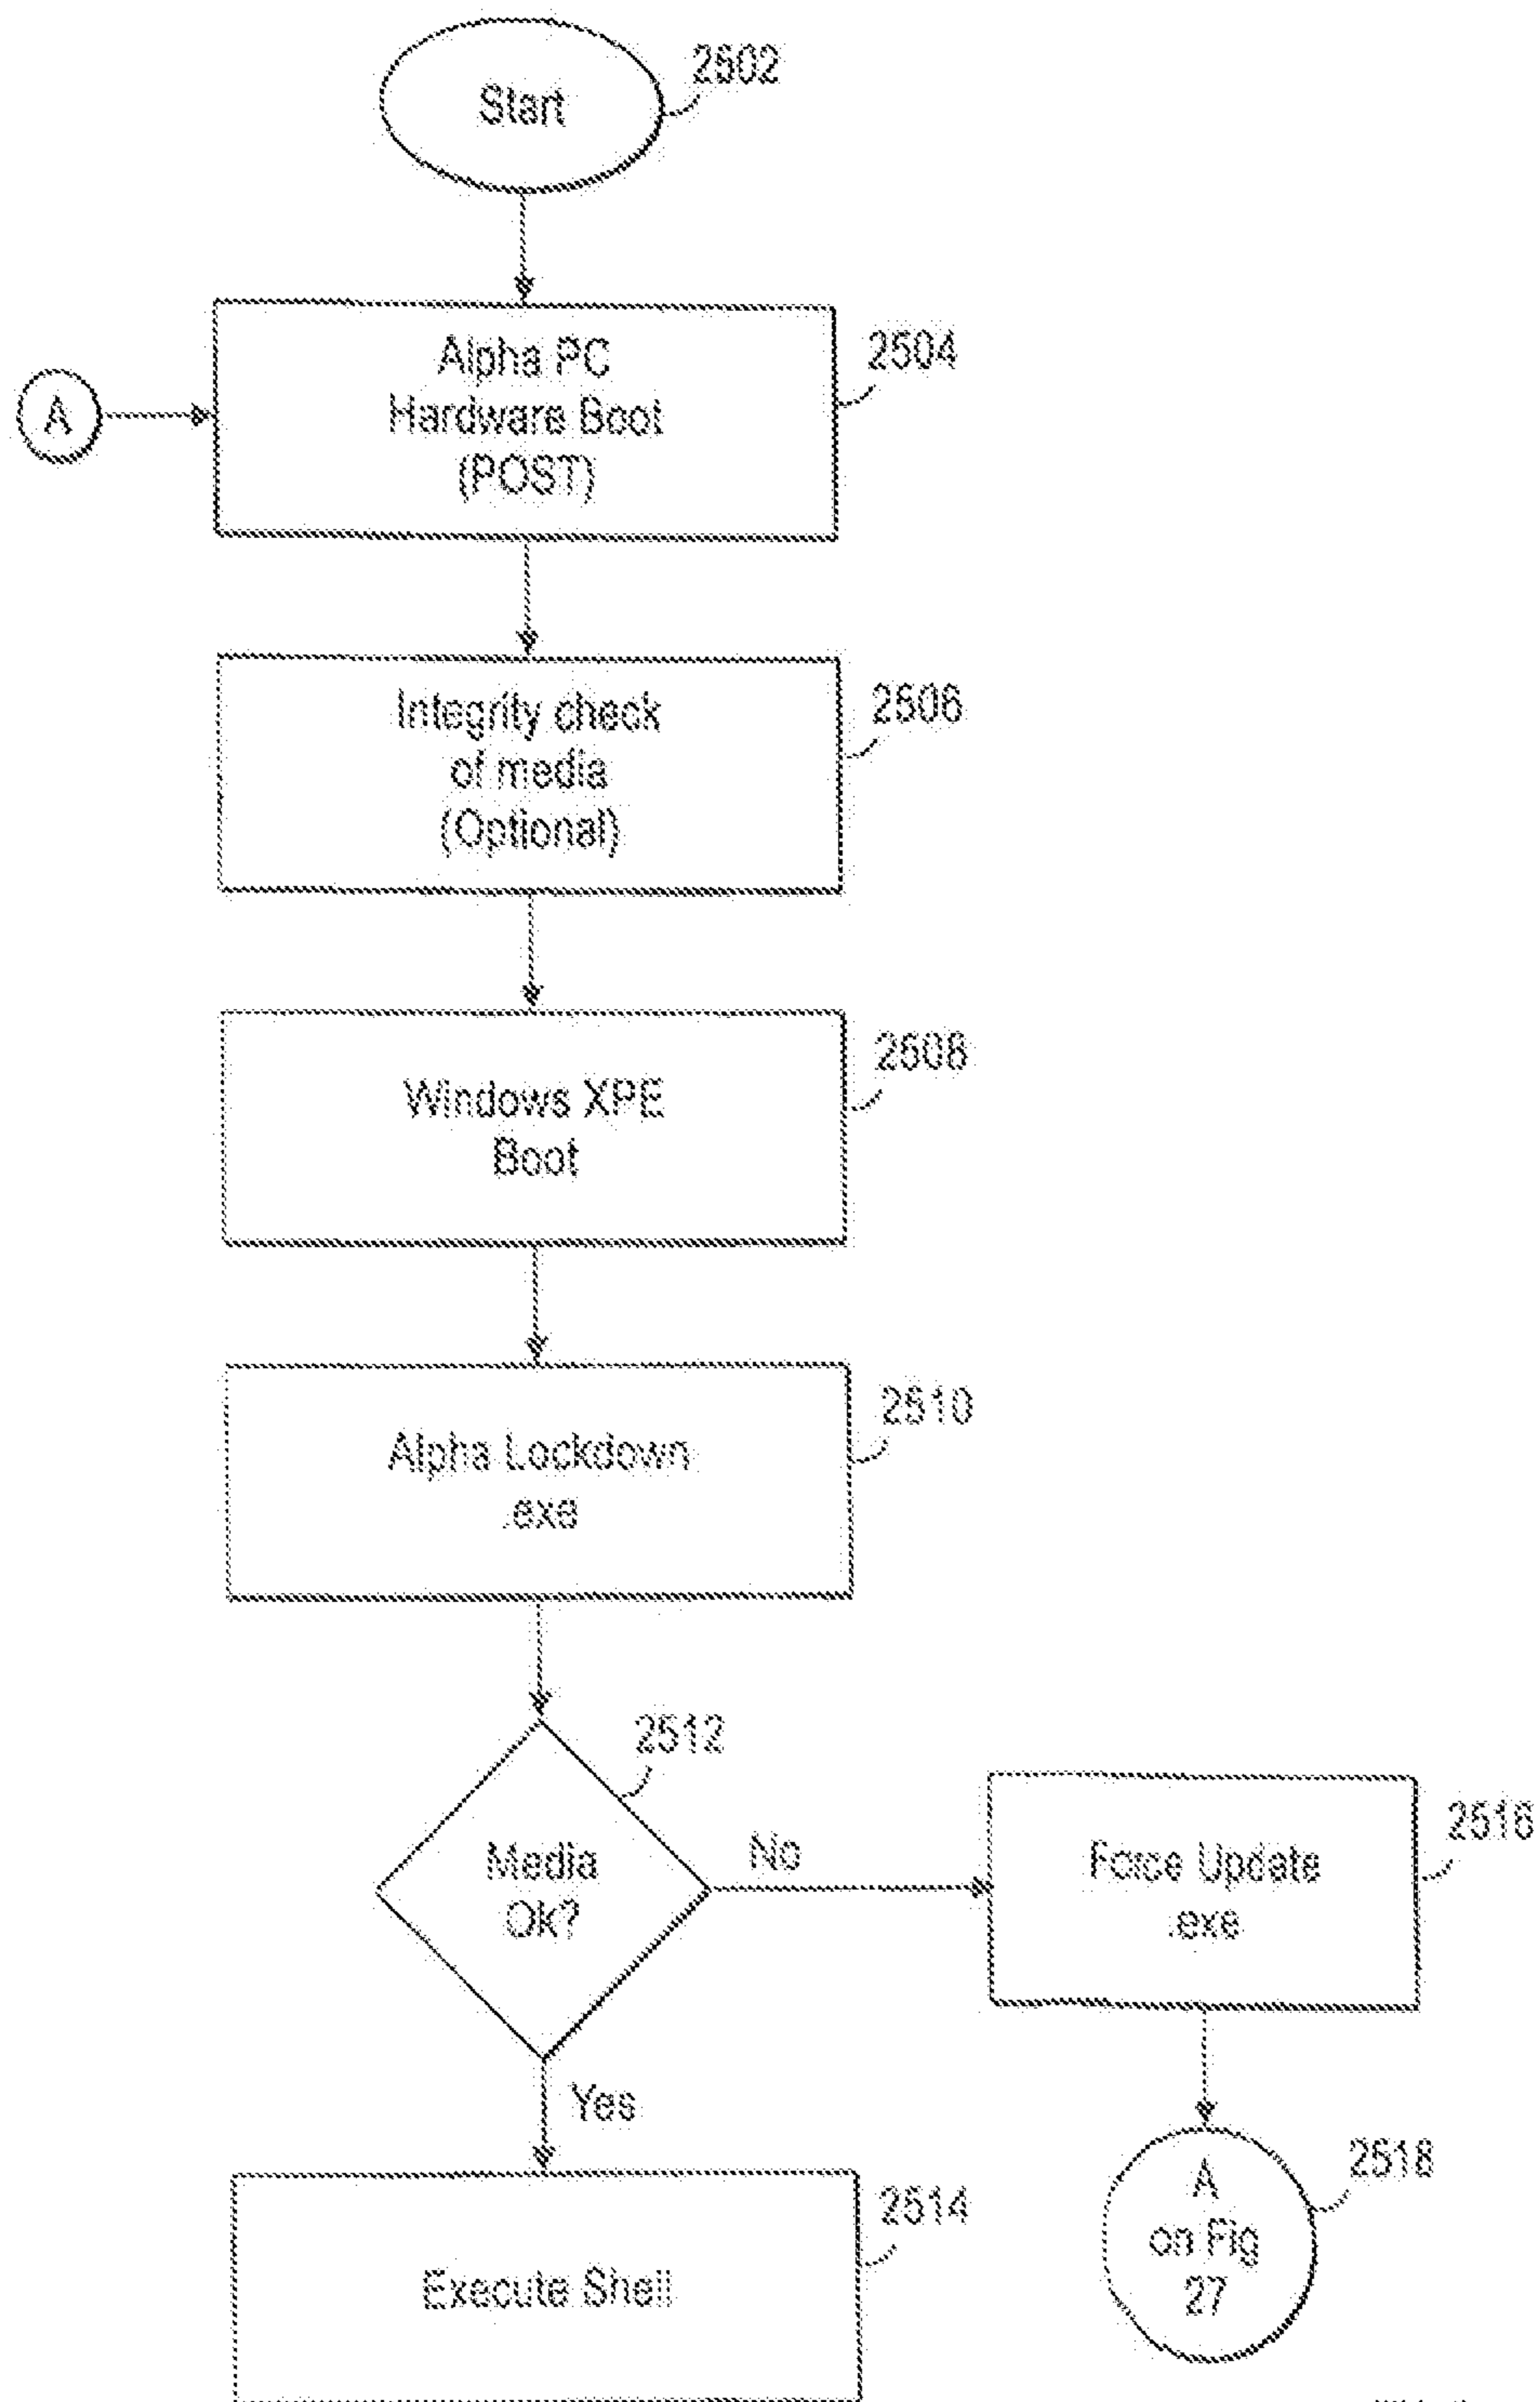 Start
2502
Alpha PC
Hardware Boot
(POST)
2504
A
Integrity check
of media
(Optional)
2506
Windows XPE
Boot
2508
Alpha Lockdown
.exe
2510
2512
Media
Ok?
No
Force Update
.exe
2516
Yes
Execute Shell
2514
A
on Fig
27
2518